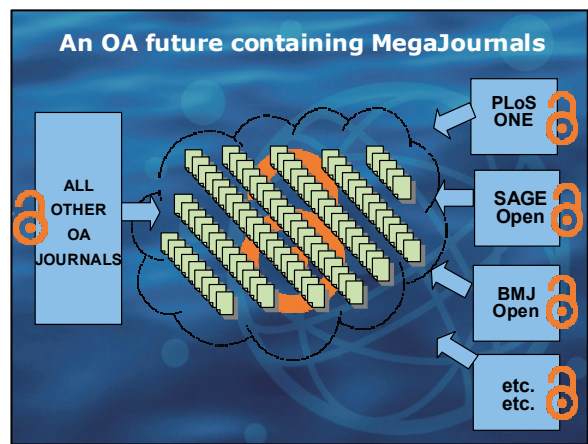 An OA future containing MegaJournals
ALL
OTHER
OA
JOURNALS
PLoS
ONE
SAGE
Open
BMJ
Open
etc.
etc.